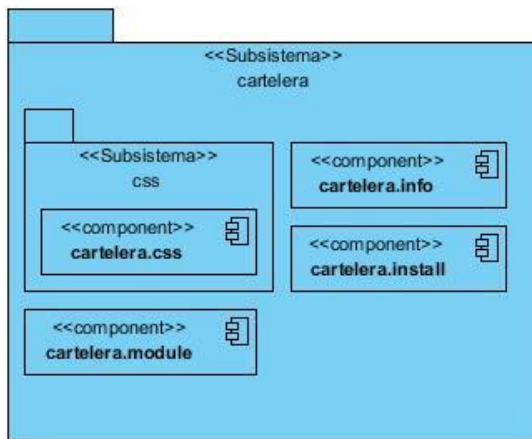 <<Subsistema>>
cartelera
<<Subsistema>>
css
<<component>>
cartelera.css
<<component>>
cartelera.info
<<component>>
cartelera.install
<<component>>
cartelera.module